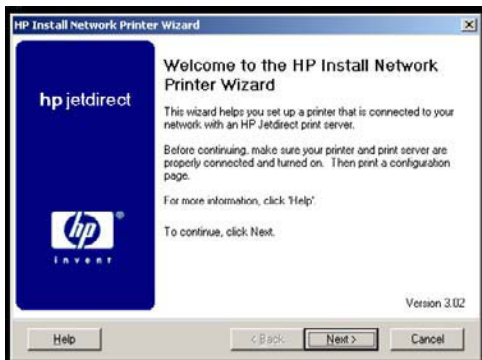 HP Install Network Printer Wizard
hp jetdirect
hp
invent
Welcome to the HP Install Network
Printer Wizard
This wizard helps you set up a printer that is connected to your
network with an HP Jetdirect print server.
Before continuing, make sure your printer and print server are
properly connected and turned on. Then print a configuration
page.
For more information, click 'Help'.
To continue, click Next.
Version 3.02
Help
< Back
Next >
Cancel